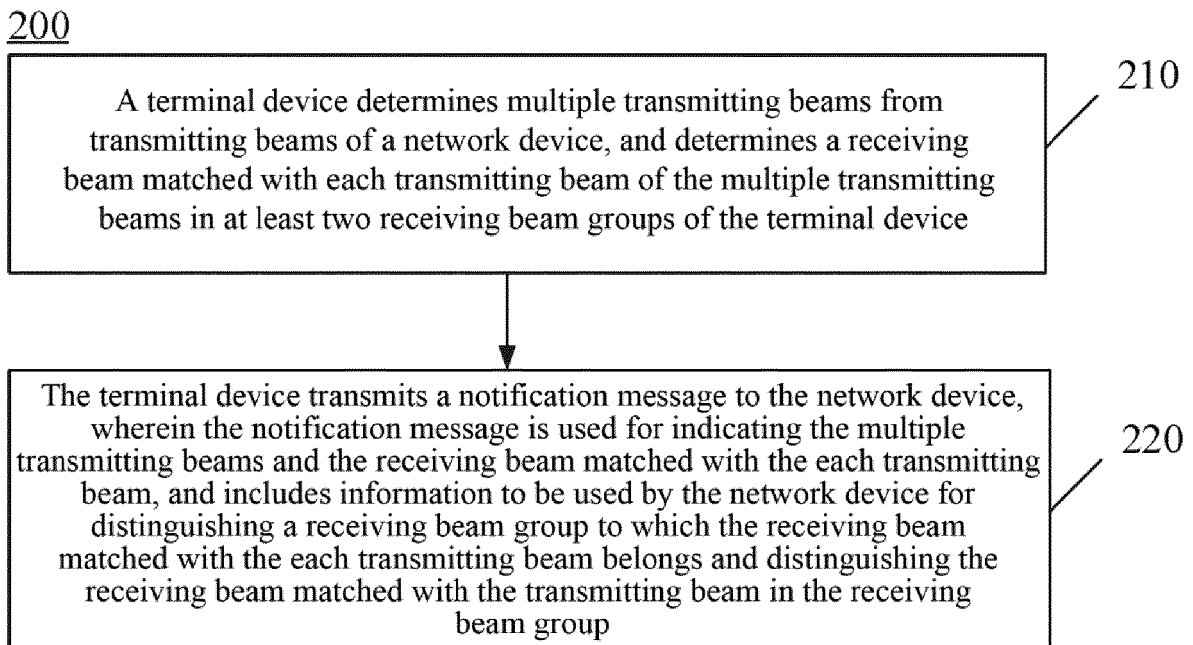 200
A terminal device determines multiple transmitting beams from
transmitting beams of a network device, and determines a receiving
beam matched with each transmitting beam of the multiple transmitting
beams in at least two receiving beam groups of the terminal device
210
The terminal device transmits a notification message to the network device,
wherein the notification message is used for indicating the multiple
transmitting beams and the receiving beam matched with the each transmitting
beam, and includes information to be used by the network device for
distinguishing a receiving beam group to which the receiving beam
matched with the each transmitting beam belongs and distinguishing the
receiving beam matched with the transmitting beam in the receiving
beam group
220